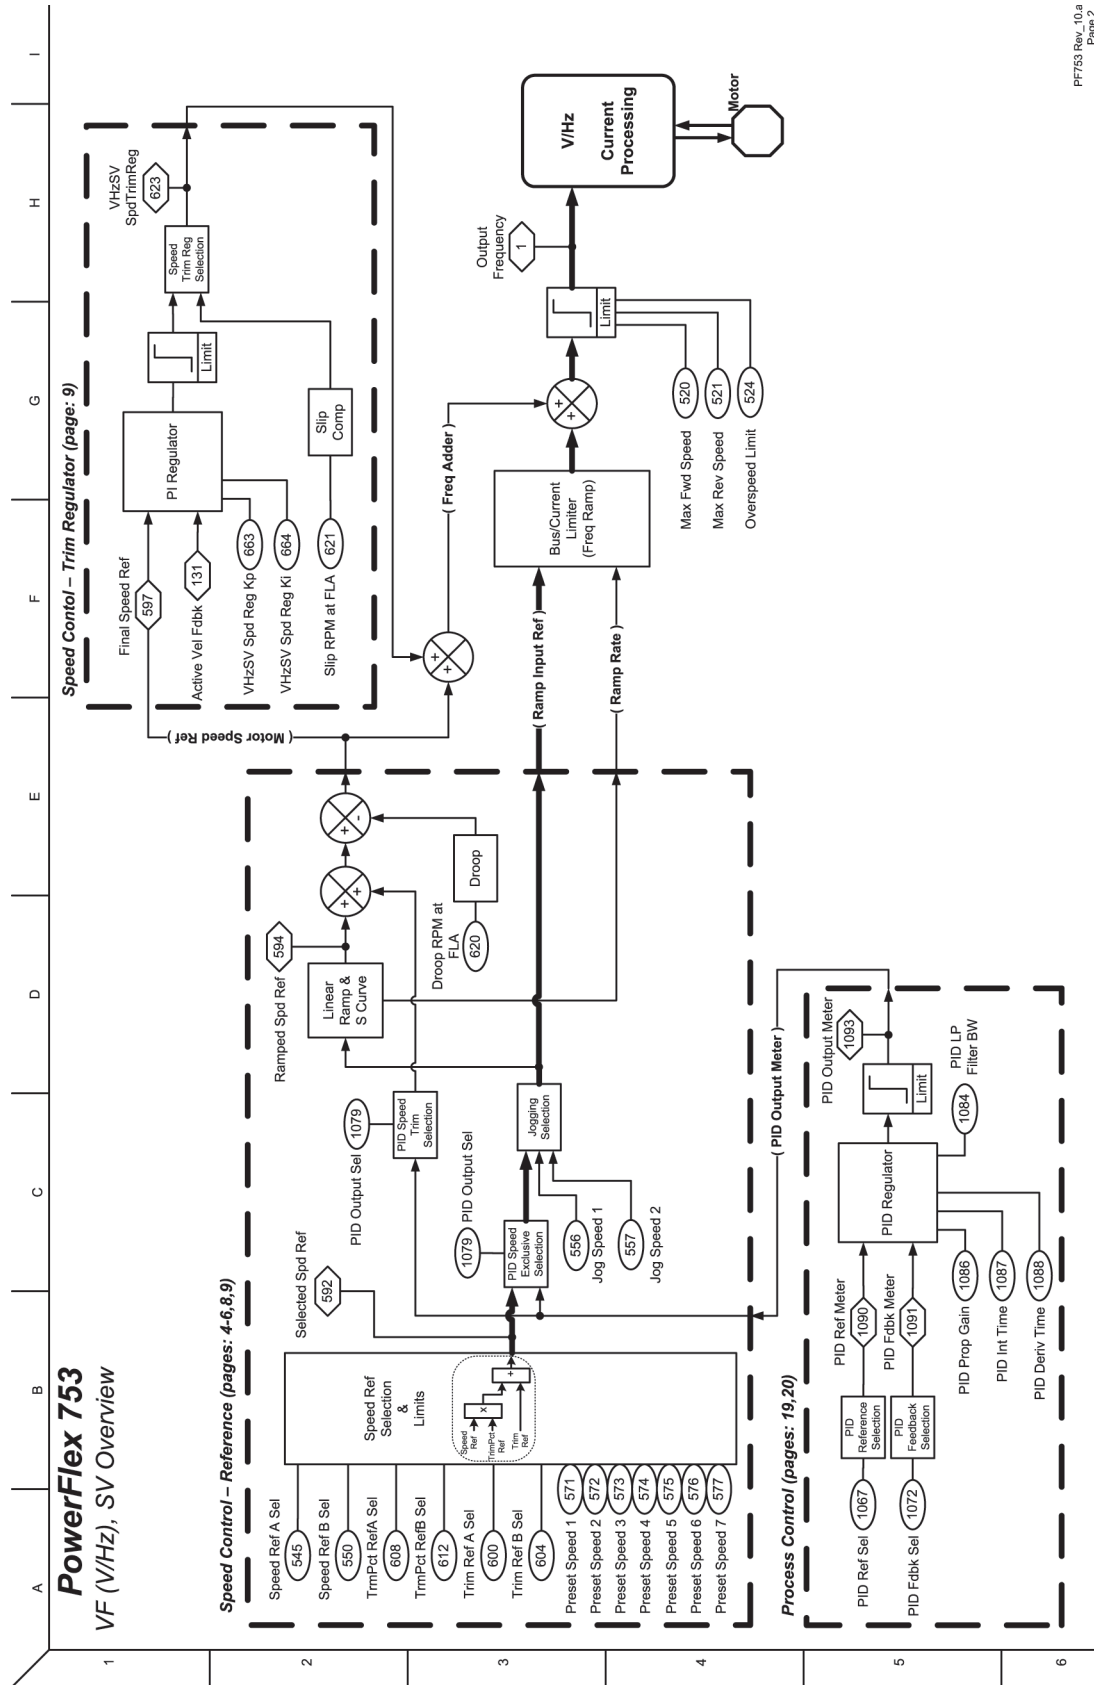 PowerFlex 753
VF (V/Hz), SV Overview
A
B
C
D
E
F
G
H
I
1
2
3
4
5
6
Speed Contol – Trim Regulator (page: 9)
Final Speed Ref
597
Active Vel Fdbk
131
VHzSV Spd Reg Kp
663
VHzSV Spd Reg Ki
664
Slip RPM at FLA
621
PI Regulator
Limit
Slip
Comp
Speed
Trim Reg
Selection
VHzSV
SpdTrimReg
623
( Motor Speed Ref )
Speed Control – Reference (pages: 4-6,8,9)
Speed Ref A Sel
545
Speed Ref B Sel
550
TrmPct RefA Sel
608
TrmPct RefB Sel
612
Trim Ref A Sel
600
Trim Ref B Sel
604
Preset Speed 1
571
Preset Speed 2
572
Preset Speed 3
573
Preset Speed 4
574
Preset Speed 5
575
Preset Speed 6
576
Preset Speed 7
577
Speed Ref
Selection
&
Limits
Speed
Ref
TrmPct
Ref
Trim
Ref
x
+
Selected Spd Ref
592
PID Output Sel
1079
PID Speed
Trim
Selection
1079
PID Output Sel
PID Speed
Exclusive
Selection
556
Jog Speed 1
557
Jog Speed 2
Jogging
Selection
Ramped Spd Ref
594
Linear
Ramp &
S Curve
+
+
+
-
Droop RPM at
FLA
620
Droop
( Ramp Input Ref )
( Ramp Rate )
+
+
( Freq Adder )
Bus/Current
Limiter
(Freq Ramp)
+
+
Limit
Max Fwd Speed
520
Max Rev Speed
521
Overspeed Limit
524
Output
Frequency
1
V/Hz
Current
Processing
Motor
( PID Output Meter )
Process Control (pages: 19,20)
PID Ref Sel
1067
PID Fdbk Sel
1072
PID
Reference
Selection
PID
Feedback
Selection
PID Ref Meter
1090
PID Fdbk Meter
1091
PID Prop Gain
1086
PID Int Time
1087
PID Deriv Time
1088
PID Regulator
1084
PID LP
Filter BW
Limit
PID Output Meter
1093
PF753 Rev_10.a
Page 2